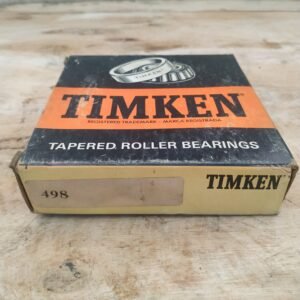 TIMKEN
TIMKEN®
REGISTERED TRADEMARK · MARCA REGISTRADA
TAPERED ROLLER BEARINGS
498
TIMKEN